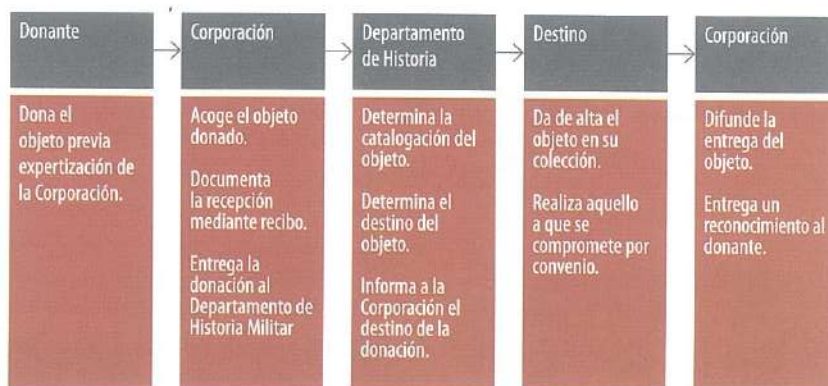 Donante
Dona el
objeto previa
expertización de
la Corporación.
Corporación
Acoge el objeto
donado.
Documenta
la recepción
mediante recibo.
Entrega la
donación al
Departamento de
Historia Militar
Departamento
de Historia
Determina la
catalogación del
objeto.
Determina el
destino del
objeto.
Informa a la
Corporación el
destino de la
donación.
Destino
Da de alta el
objeto en su
colección.
Realiza aquello
a que se
compromete por
convenio.
Corporación
Difunde la
entrega del
objeto.
Entrega un
reconocimiento al
donante.